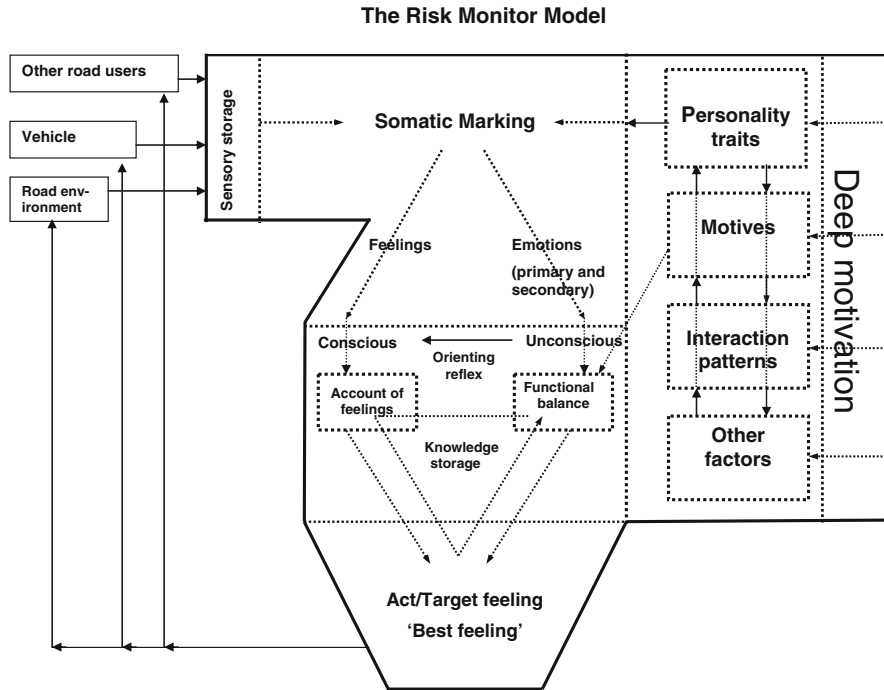 The Risk Monitor Model
Other road users
Vehicle
Road en-
vironment
Sensory storage
Somatic Marking
Personality
traits
Deep motivation
Motives
Feelings
Emotions
(primary and
secondary)
Conscious
Unconscious
Orienting
reflex
Interaction
patterns
Account of
feelings
Functional
balance
Knowledge
storage
Other
factors
Act/Target feeling
'Best feeling'